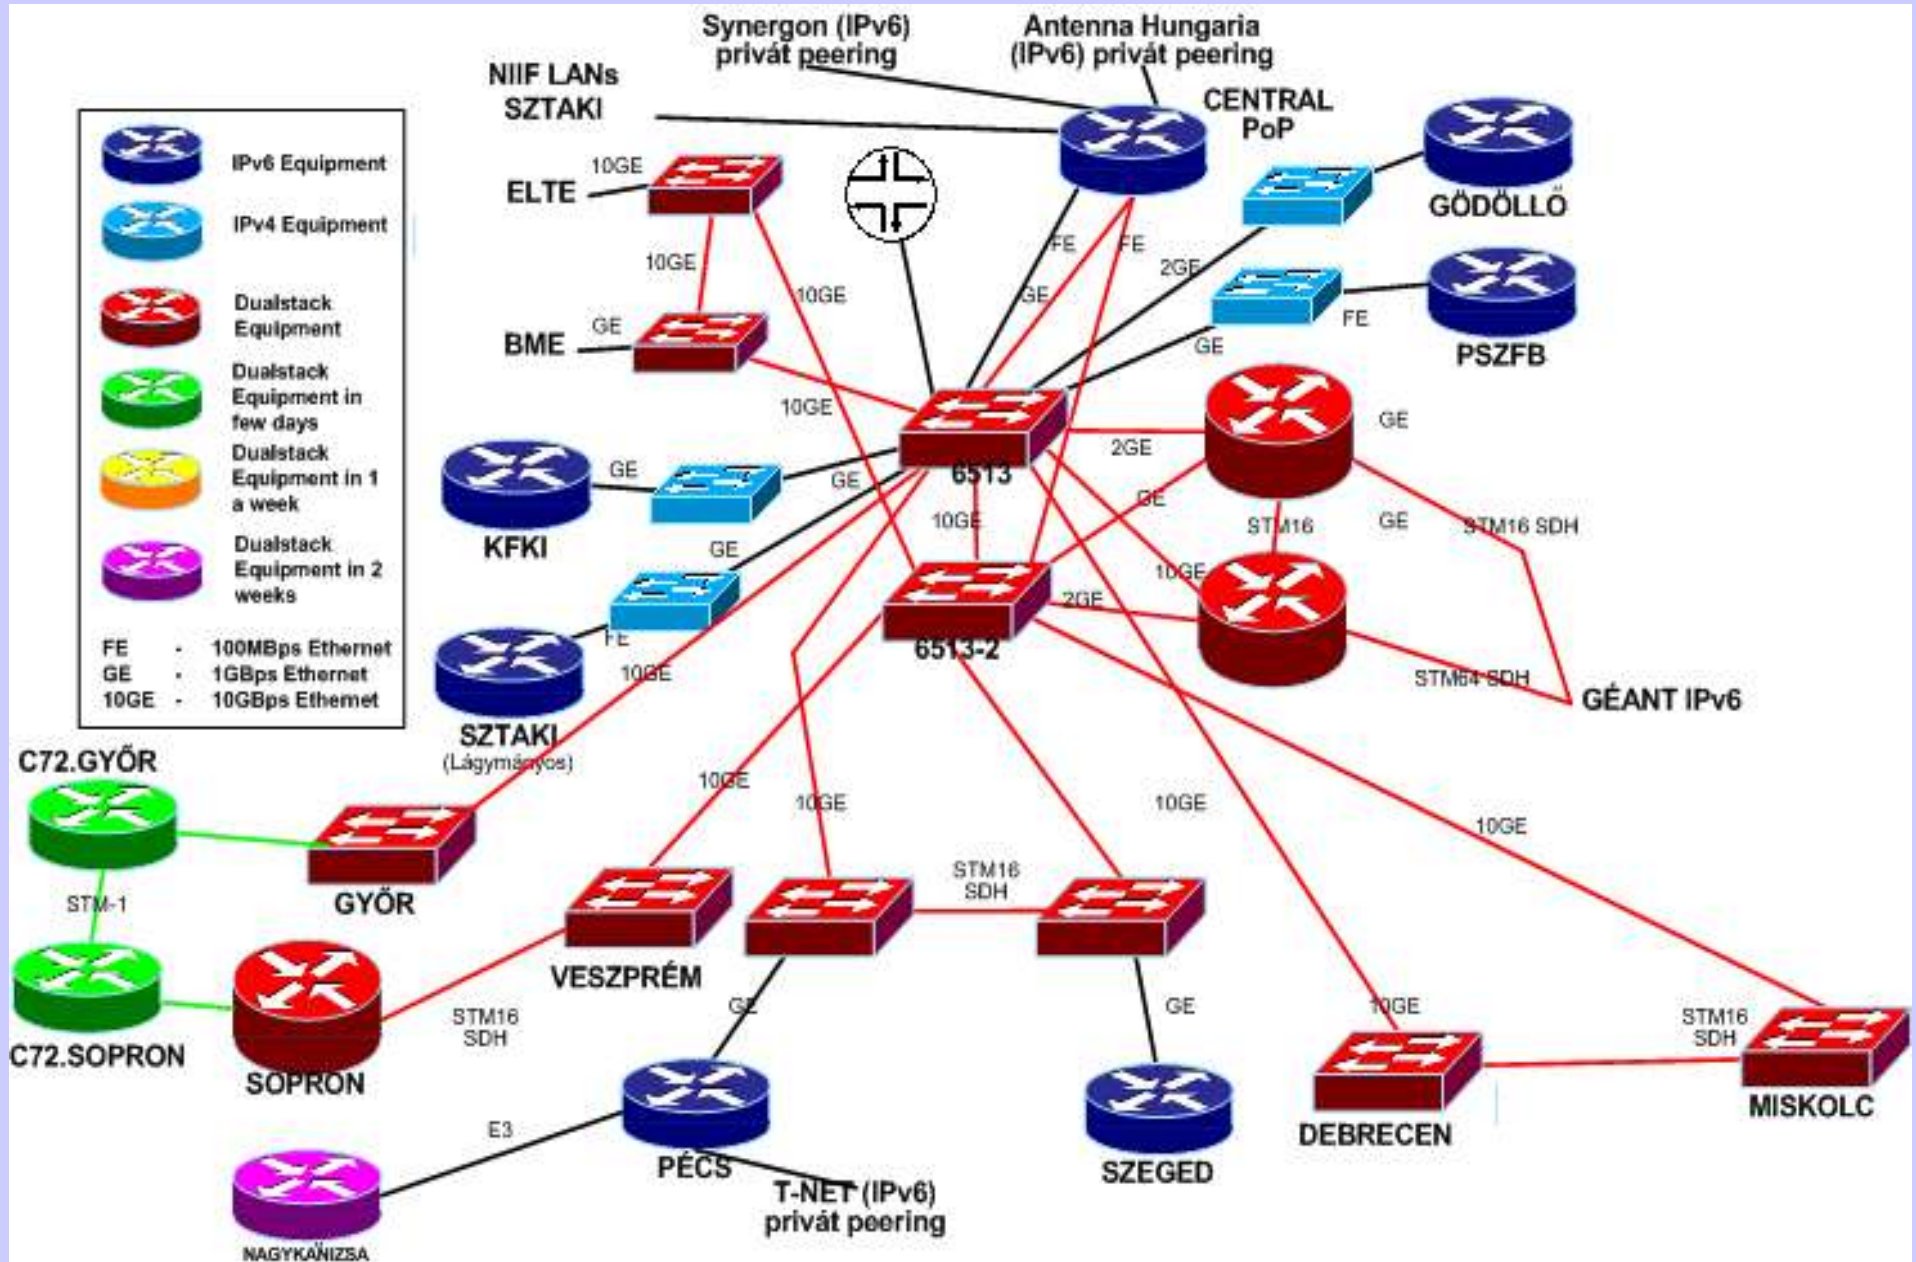 Synergon (IPv6)
privát peering
Antenna Hungaria
(IPv6) privát peering
NIIF LANs
SZTAKI
CENTRAL
PoP
GÖDÖLLŐ
PSZFB
ELTE
10GE
10GE
10GE
BME
GE
10GE
FE
FE
GE
2GE
GE
FE
IPv6 Equipment
IPv4 Equipment
Dualstack
Equipment
Dualstack
Equipment in
few days
Dualstack
Equipment in 1
a week
Dualstack
Equipment in 2
weeks
FE - 100MBps Ethernet
GE - 1GBps Ethernet
10GE - 10GBps Ethernet
KFKI
GE
GE
GE
FE
SZTAKI
(Lágymányos)
10GE
6513
10GE
6513-2
2GE
GE
10GE
2GE
GE
GE
STM16
STM16 SDH
STM64 SDH
GÉANT IPv6
C72.GYŐR
STM-1
C72.SOPRON
GYŐR
SOPRON
STM16
SDH
VESZPRÉM
10GE
10GE
STM16
SDH
10GE
10GE
10GE
GE
GE
E3
NAGYKANIZSA
PÉCS
T-NET (IPv6)
privát peering
SZEGED
DEBRECEN
STM16
SDH
MISKOLC